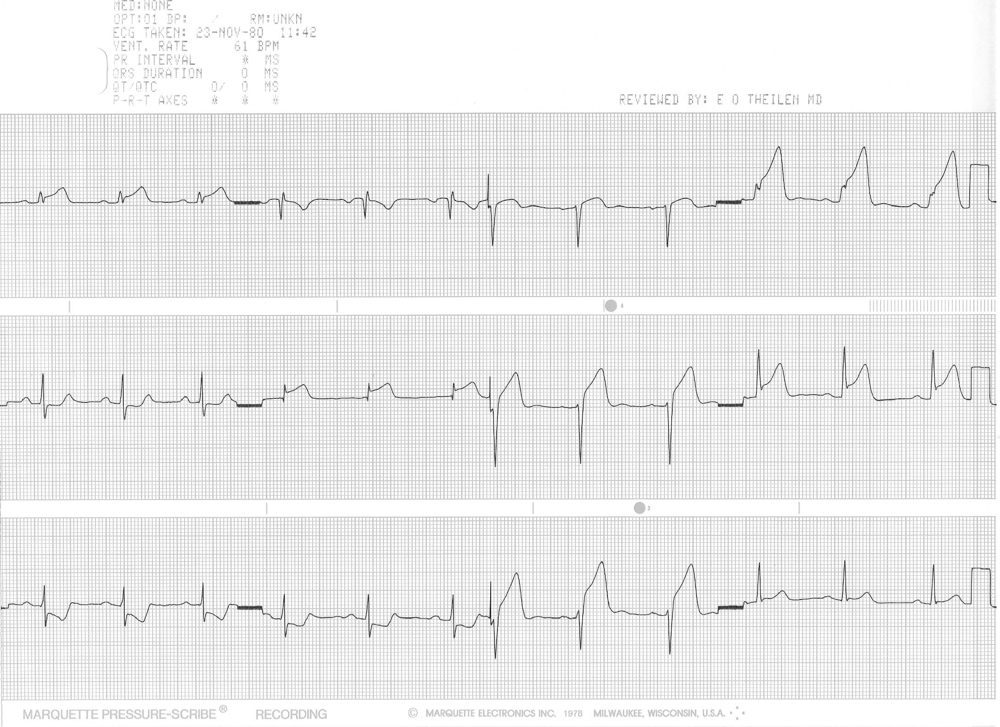 MED:NONE
OPT:01 BP: / RM:UNKN
ECG TAKEN: 23-NOV-80 11:42
VENT. RATE 61 BPM
PR INTERVAL * MS
QRS DURATION 0 MS
QT/QTC 0/ 0 MS
P-R-T AXES * * *
REVIEWED BY: E O THEILEN MD
4
3
MARQUETTE PRESSURE-SCRIBE® RECORDING © MARQUETTE ELECTRONICS INC. 1978 MILWAUKEE, WISCONSIN, U.S.A.